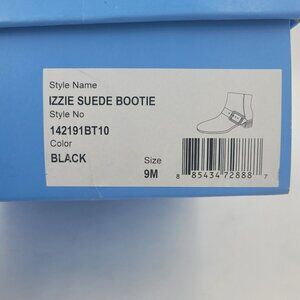 Style Name
IZZIE SUEDE BOOTIE
Style No
142191BT10
Color
BLACK
Size
9M
8 85434 72888 7